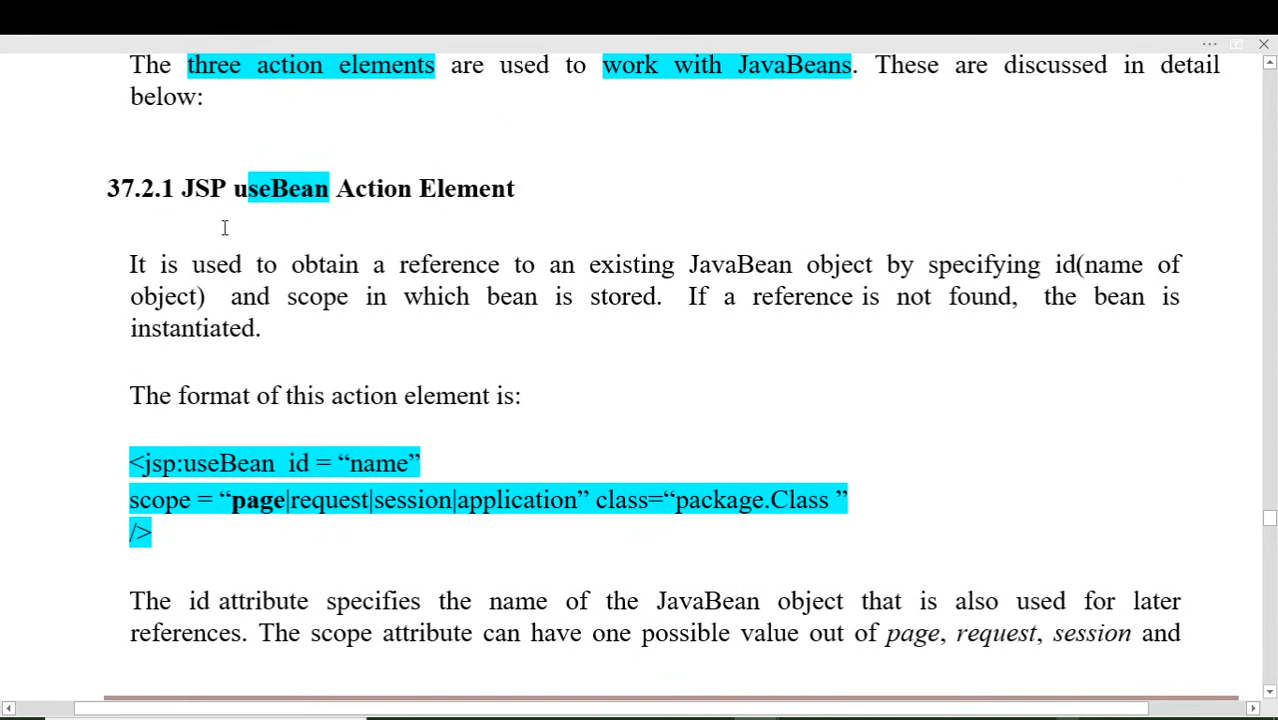 The three action elements are used to work with JavaBeans. These are discussed in detail
below:
37.2.1 JSP useBean Action Element
It is used to obtain a reference to an existing JavaBean object by specifying id(name of
object) and scope in which bean is stored. If a reference is not found, the bean is
instantiated.
The format of this action element is:
<jsp:useBean id = “name”
scope = “page|request|session|application” class=“package.Class ”
/>
The id attribute specifies the name of the JavaBean object that is also used for later
references. The scope attribute can have one possible value out of page, request, session and